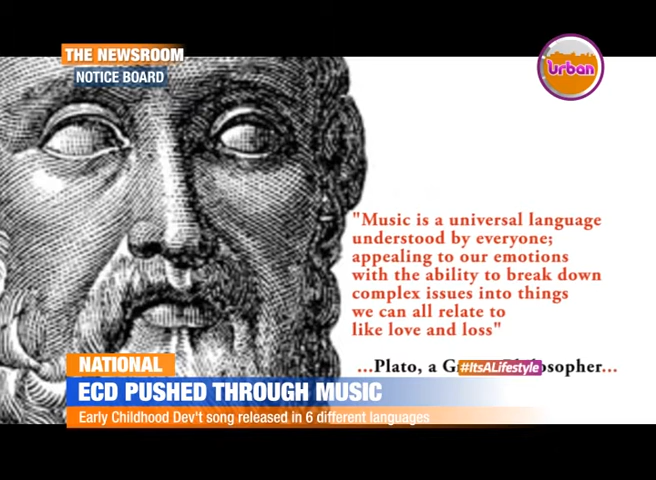 THE NEWSROOM
NOTICE BOARD
Urban
"Music is a universal language
understood by everyone;
appealing to our emotions
with the ability to break down
complex issues into things
we can all relate to
like love and loss"
...Plato, a G
#ItsALifestyle
osopher...
NATIONAL
ECD PUSHED THROUGH MUSIC
Early Childhood Dev't song released in 6 different languages